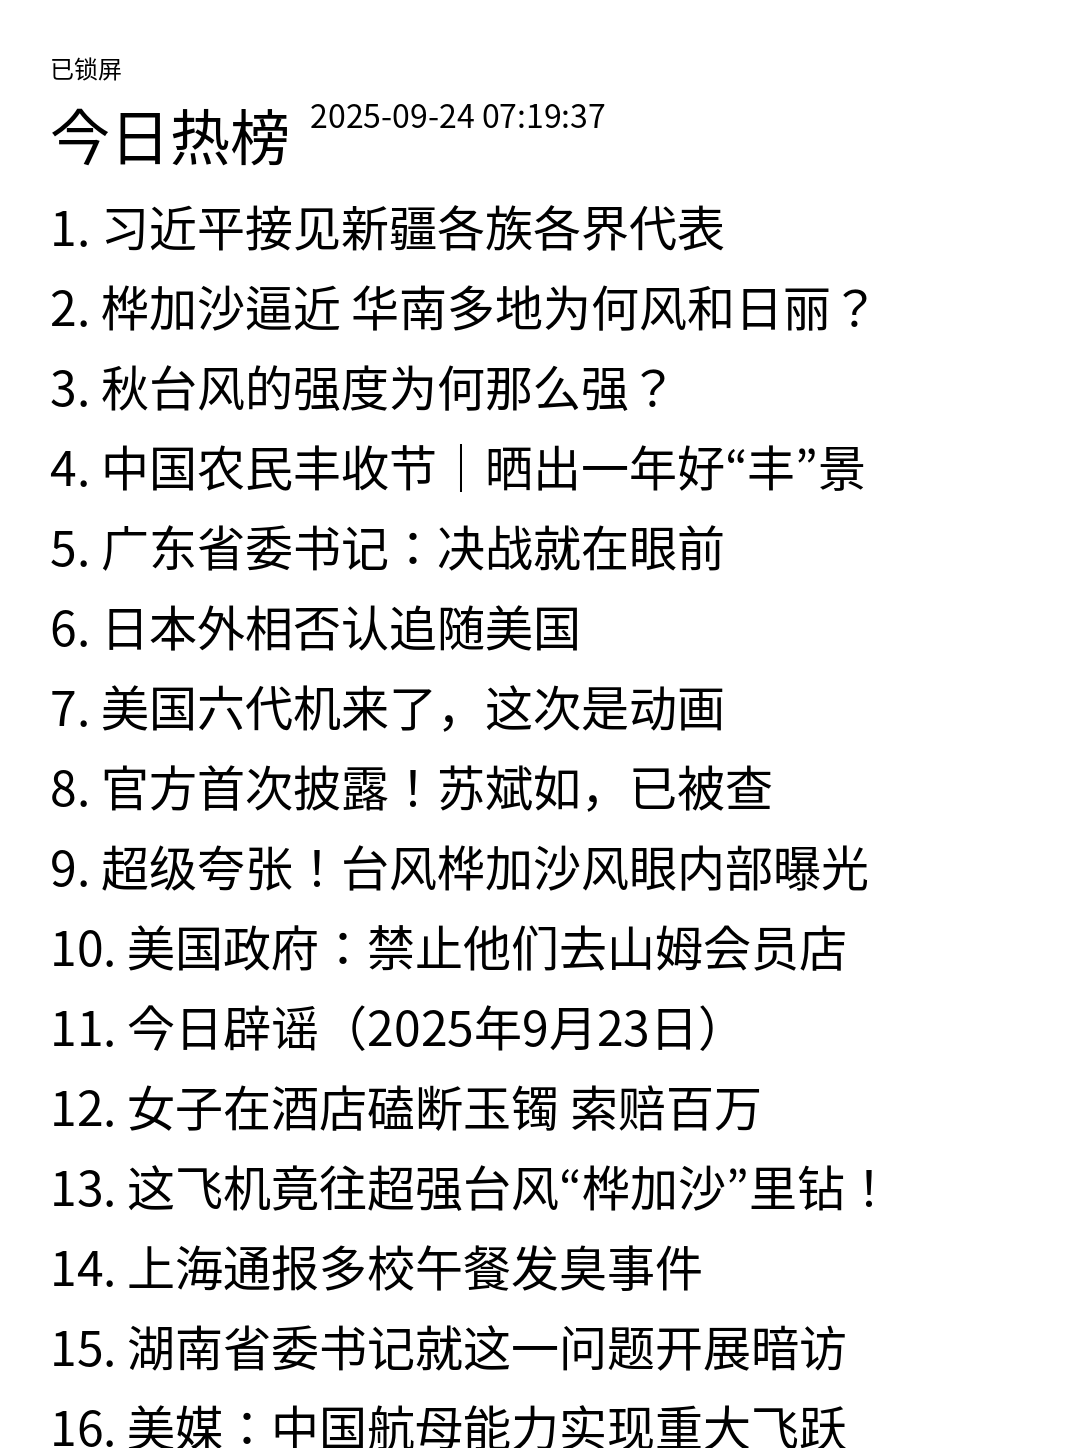 已锁屏
今日热榜 2025-09-24 07:19:37
1. 习近平接见新疆各族各界代表
2. 桦加沙逼近 华南多地为何风和日丽？
3. 秋台风的强度为何那么强？
4. 中国农民丰收节｜晒出一年好“丰”景
5. 广东省委书记：决战就在眼前
6. 日本外相否认追随美国
7. 美国六代机来了，这次是动画
8. 官方首次披露！苏斌如，已被查
9. 超级夸张！台风桦加沙风眼内部曝光
10. 美国政府：禁止他们去山姆会员店
11. 今日辟谣（2025年9月23日）
12. 女子在酒店磕断玉镯 索赔百万
13. 这飞机竟往超强台风“桦加沙”里钻！
14. 上海通报多校午餐发臭事件
15. 湖南省委书记就这一问题开展暗访
16. 美媒：中国航母能力实现重大飞跃